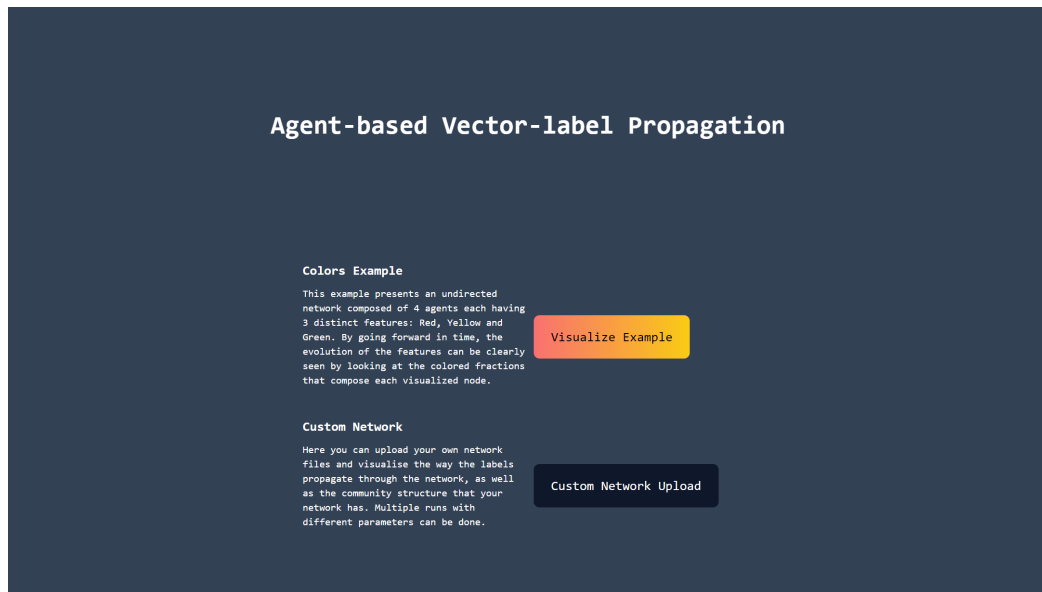 Agent-based Vector-label Propagation
Colors Example
This example presents an undirected
network composed of 4 agents each having
3 distinct features: Red, Yellow and
Green. By going forward in time, the
evolution of the features can be clearly
seen by looking at the colored fractions
that compose each visualized node.
Visualize Example
Custom Network
Here you can upload your own network
files and visualise the way the labels
propagate through the network, as well
as the community structure that your
network has. Multiple runs with
different parameters can be done.
Custom Network Upload